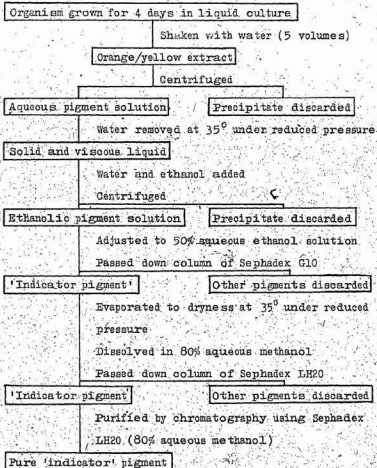 Organism grown for 4 days in liquid culture
Shaken with water (5 volumes)
Orange/yellow extract
Centrifuged
Aqueous pigment solution
Precipitate discarded
Water removed at 35° under reduced pressure
Solid and viscous liquid
Water and ethanol added
Centrifuged
Ethanolic pigment solution
Precipitate discarded
Adjusted to 50% aqueous ethanol solution
Passed down column of Sephadex G10
'Indicator pigment'
Other pigments discarded
Evaporated to dryness at 35° under reduced
pressure
Dissolved in 80% aqueous methanol
Passed down column of Sephadex LH20
'Indicator pigment'
Other pigments discarded
Purified by chromatography using Sephadex
LH20 (80% aqueous methanol)
Pure 'indicator' pigment